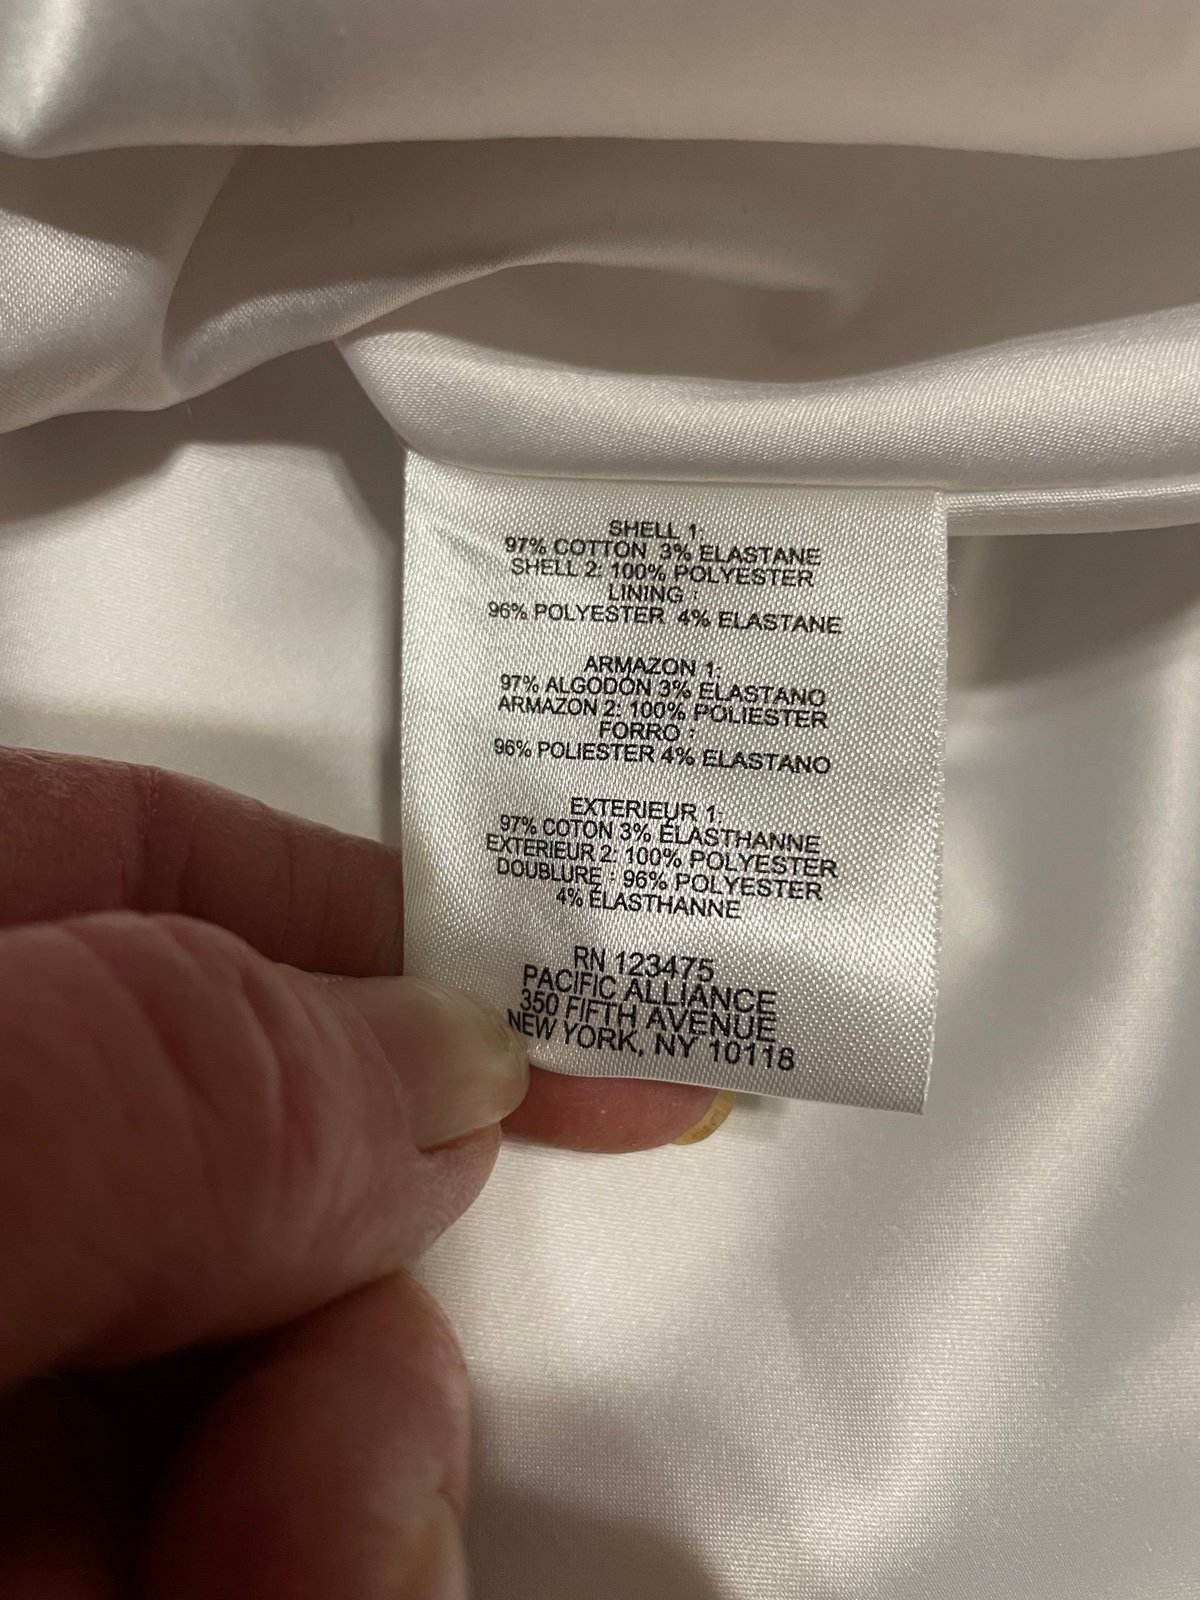 SHELL 1:
97% COTTON 3% ELASTANE
SHELL 2: 100% POLYESTER
LINING :
96% POLYESTER 4% ELASTANE
ARMAZON 1:
97% ALGODÓN 3% ELASTANO
ARMAZON 2: 100% POLIESTER
FORRO :
96% POLIESTER 4% ELASTANO
EXTERIEUR 1:
97% COTON 3% ÉLASTHANNE
EXTERIEUR 2: 100% POLYESTER
DOUBLURE : 96% POLYESTER
4% ÉLASTHANNE
RN 123475
PACIFIC ALLIANCE
350 FIFTH AVENUE
NEW YORK, NY 10118